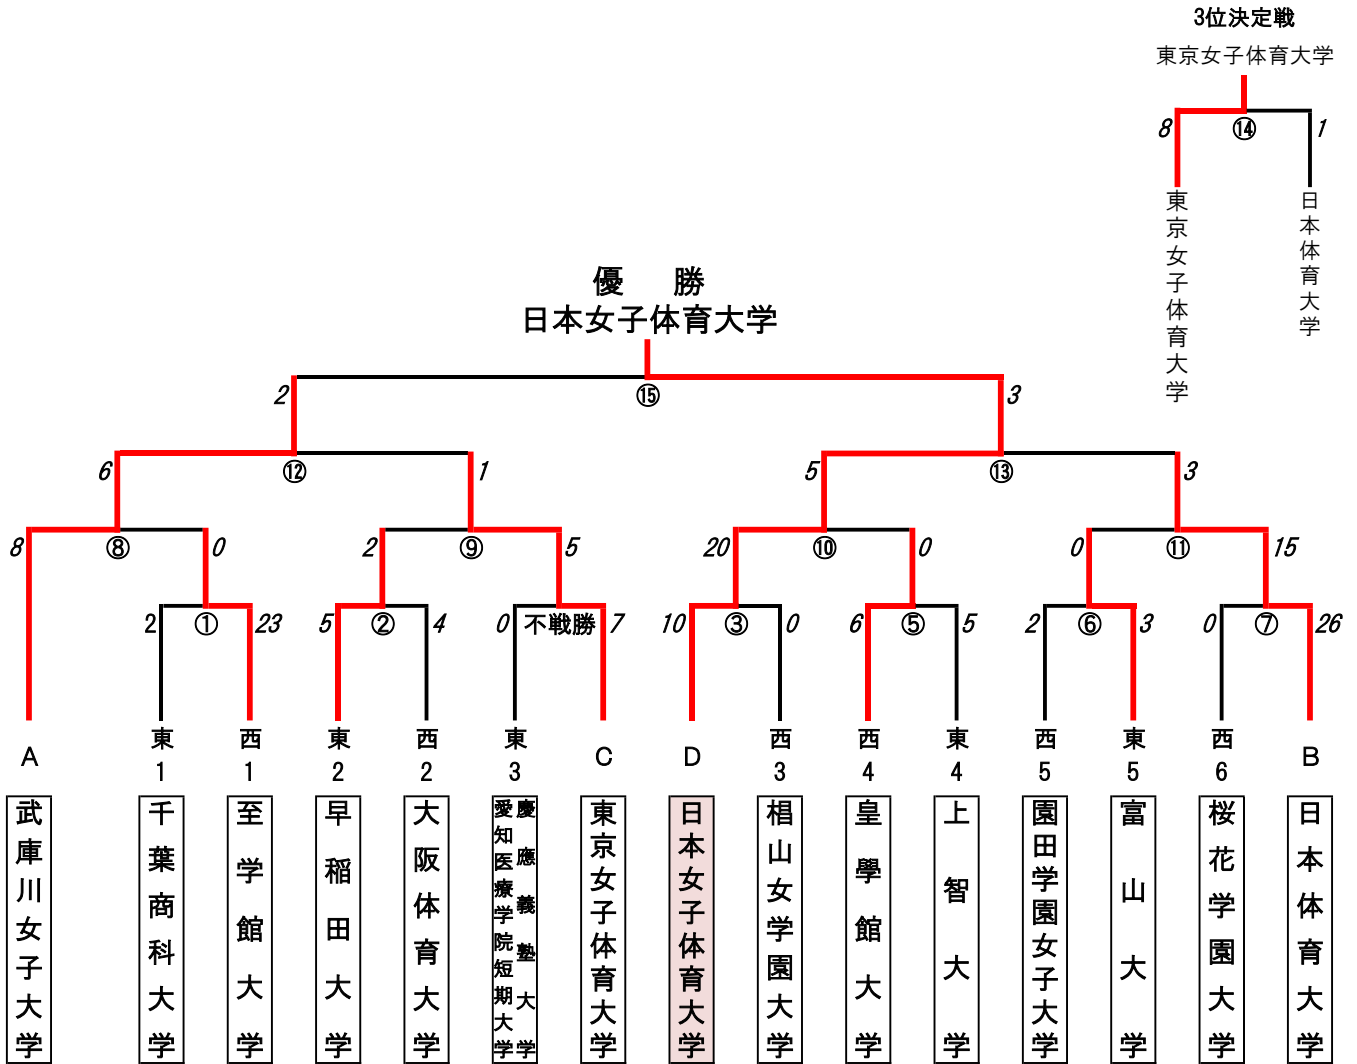 3位決定戦
東京女子体育大学
8
⑭
1
東京女子体育大学
日本体育大学
優 勝
日本女子体育大学
2
⑮
3
6
⑫
1
5
⑬
3
8
⑧
0
2
⑨
5
20
⑩
0
0
⑪
15
2
①
23
5
②
4
0
不戦勝
7
10
③
0
6
⑤
5
2
⑥
3
0
⑦
26
A
東1
西1
東2
西2
東3
C
D
西3
西4
東4
西5
東5
西6
B
武庫川女子大学
千葉商科大学
至学館大学
早稲田大学
大阪体育大学
慶應義塾大学
愛知医療学院短期大学
東京女子体育大学
日本女子体育大学
椙山女学園大学
皇學館大学
上智大学
園田学園女子大学
富山大学
桜花学園大学
日本体育大学